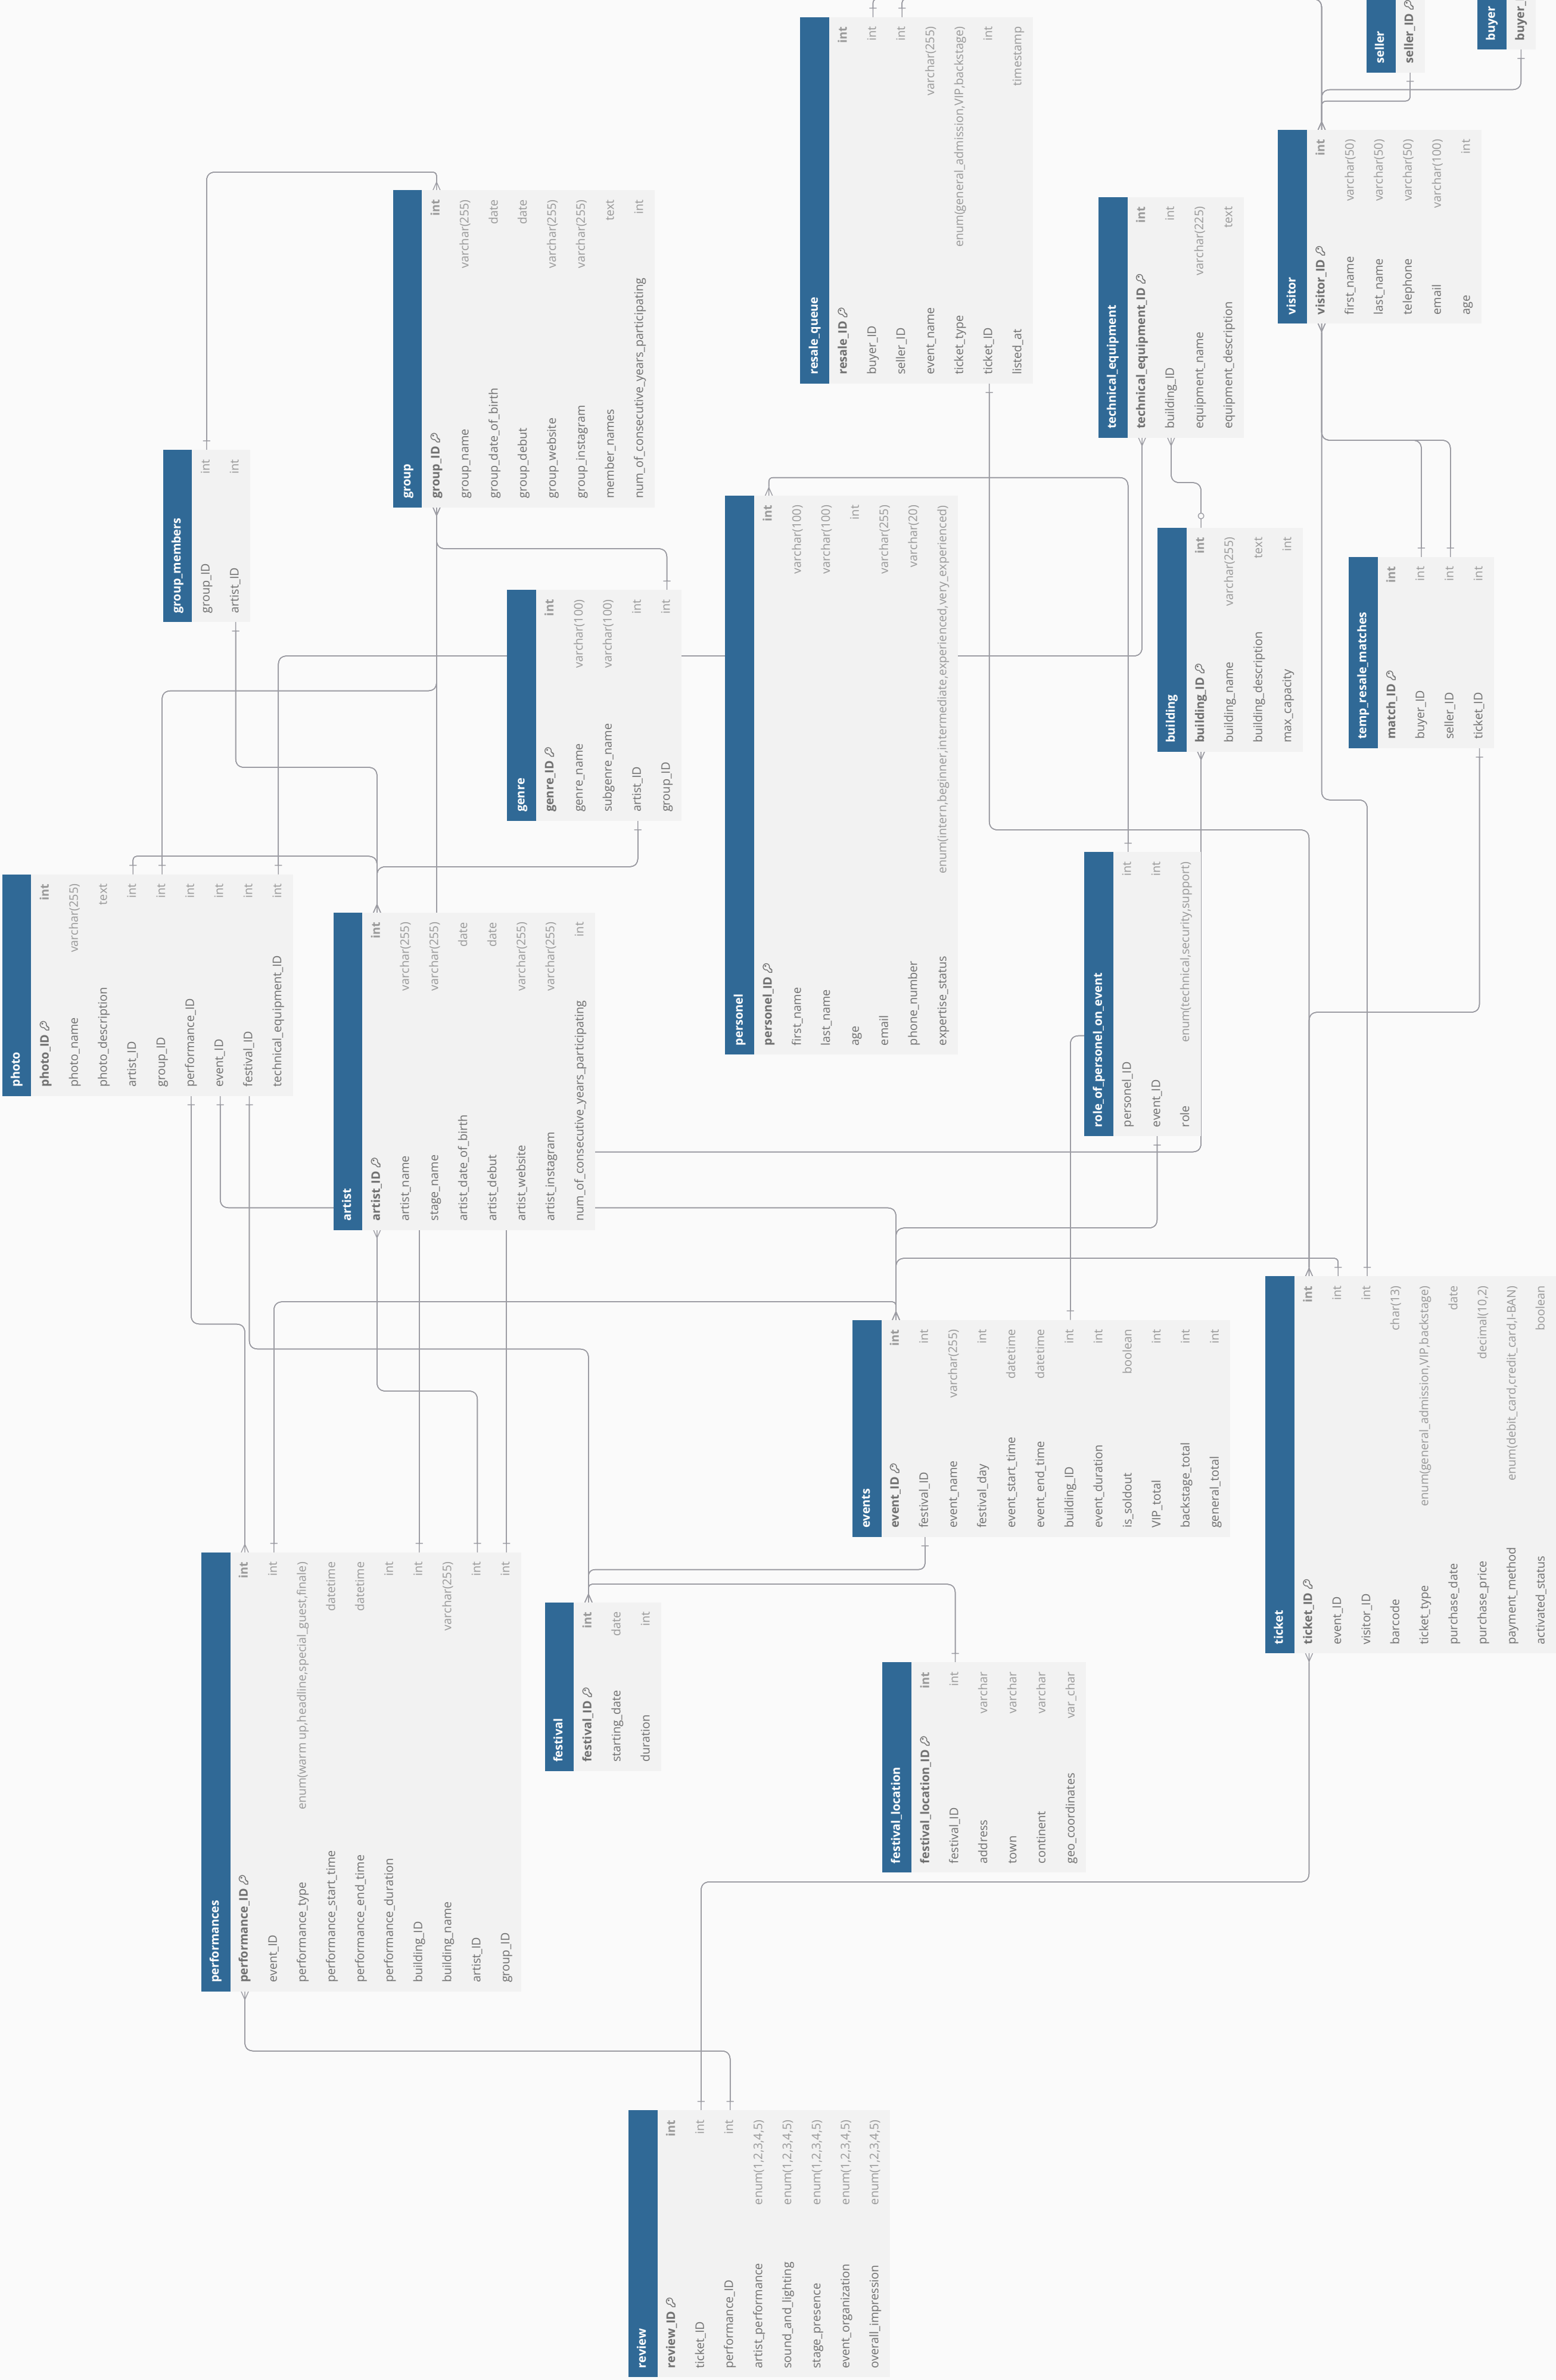 photo
photo_ID int
photo_name varchar(255)
photo_description text
artist_ID int
group_ID int
performance_ID int
event_ID int
festival_ID int
technical_equipment_ID int
group_members
group_ID int
artist_ID int
performances
performance_ID int
event_ID int
performance_type enum(warm up,headline,special_guest,finale)
performance_start_time datetime
performance_end_time datetime
performance_duration int
building_ID int
building_name varchar(255)
artist_ID int
group_ID int
artist
artist_ID int
artist_name varchar(255)
stage_name varchar(255)
artist_date_of_birth date
artist_debut date
artist_website varchar(255)
artist_instagram varchar(255)
num_of_consecutive_years_participating int
group
group_ID int
group_name varchar(255)
group_date_of_birth date
group_debut date
group_website varchar(255)
group_instagram varchar(255)
member_names text
num_of_consecutive_years_participating int
genre
genre_ID int
genre_name varchar(100)
subgenre_name varchar(100)
artist_ID int
group_ID int
festival
festival_ID int
starting_date date
duration int
review
review_ID int
ticket_ID int
performance_ID int
artist_performance enum(1,2,3,4,5)
sound_and_lighting enum(1,2,3,4,5)
stage_presence enum(1,2,3,4,5)
event_organization enum(1,2,3,4,5)
overall_impression enum(1,2,3,4,5)
personel
personel_ID int
first_name varchar(100)
last_name varchar(100)
age int
email varchar(255)
phone_number varchar(20)
expertise_status enum(intern,beginner,intermediate,experienced,very_experienced)
resale_queue
resale_ID int
buyer_ID int
seller_ID int
event_name varchar(255)
ticket_type enum(general_admission,VIP,backstage)
ticket_ID int
listed_at timestamp
events
event_ID int
festival_ID int
event_name varchar(255)
festival_day int
event_start_time datetime
event_end_time datetime
building_ID int
event_duration int
is_soldout boolean
VIP_total int
backstage_total int
general_total int
festival_location
festival_location_ID int
festival_ID int
address varchar
town varchar
continent varchar
geo_coordinates var_char
role_of_personel_on_event
personel_ID int
event_ID int
role enum(technical,security,support)
technical_equipment
technical_equipment_ID int
building_ID int
equipment_name varchar(225)
equipment_description text
building
building_ID int
building_name varchar(255)
building_description text
max_capacity int
ticket
ticket_ID int
event_ID int
visitor_ID int
barcode char(13)
ticket_type enum(general_admission,VIP,backstage)
purchase_date date
purchase_price decimal(10,2)
payment_method enum(debit_card,credit_card,I-BAN)
activated_status boolean
visitor
visitor_ID int
first_name varchar(50)
last_name varchar(50)
telephone varchar(50)
email varchar(100)
age int
temp_resale_matches
match_ID int
buyer_ID int
seller_ID int
ticket_ID int
seller
seller_ID
buyer
buyer_